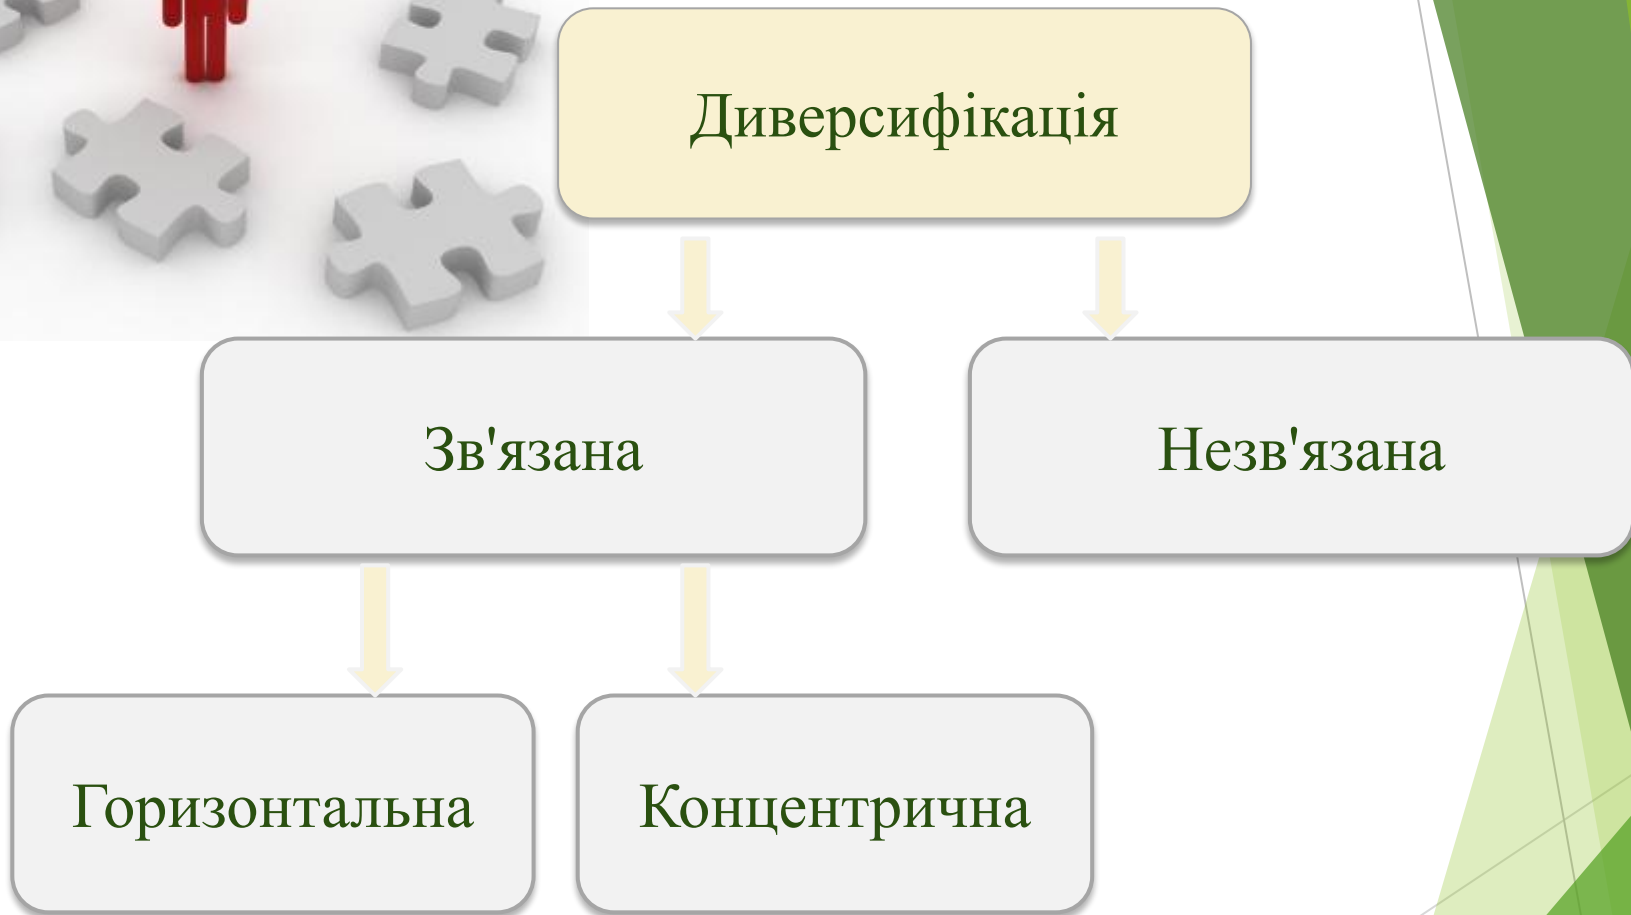 Диверсифікація
Зв'язана
Незв'язана
Горизонтальна
Концентрична